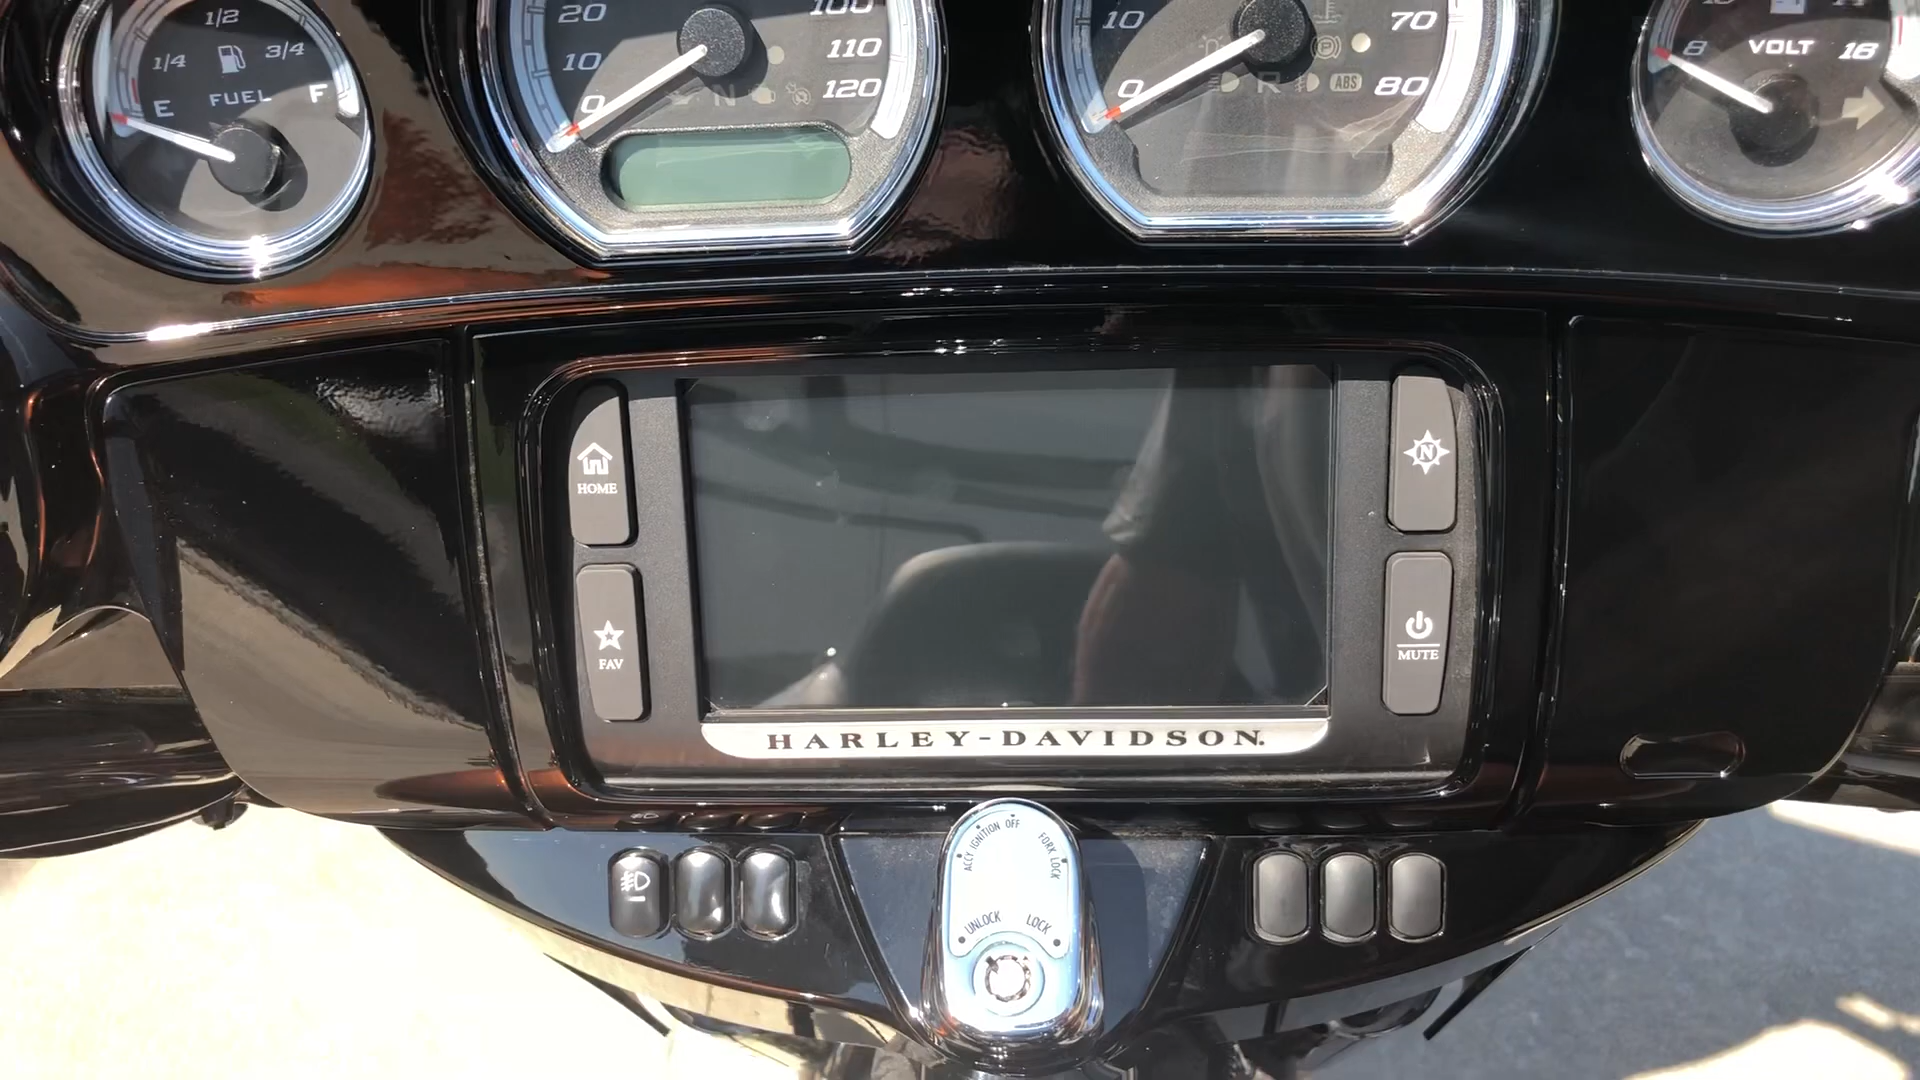 1/2
1/4 3/4
E FUEL F
20
10
0
100
110
120
N
10
0
70
80
R ABS
P
8 VOLT 16
HOME
FAV
N
MUTE
HARLEY-DAVIDSON.
ACCY IGNITION OFF FORK LOCK
UNLOCK LOCK